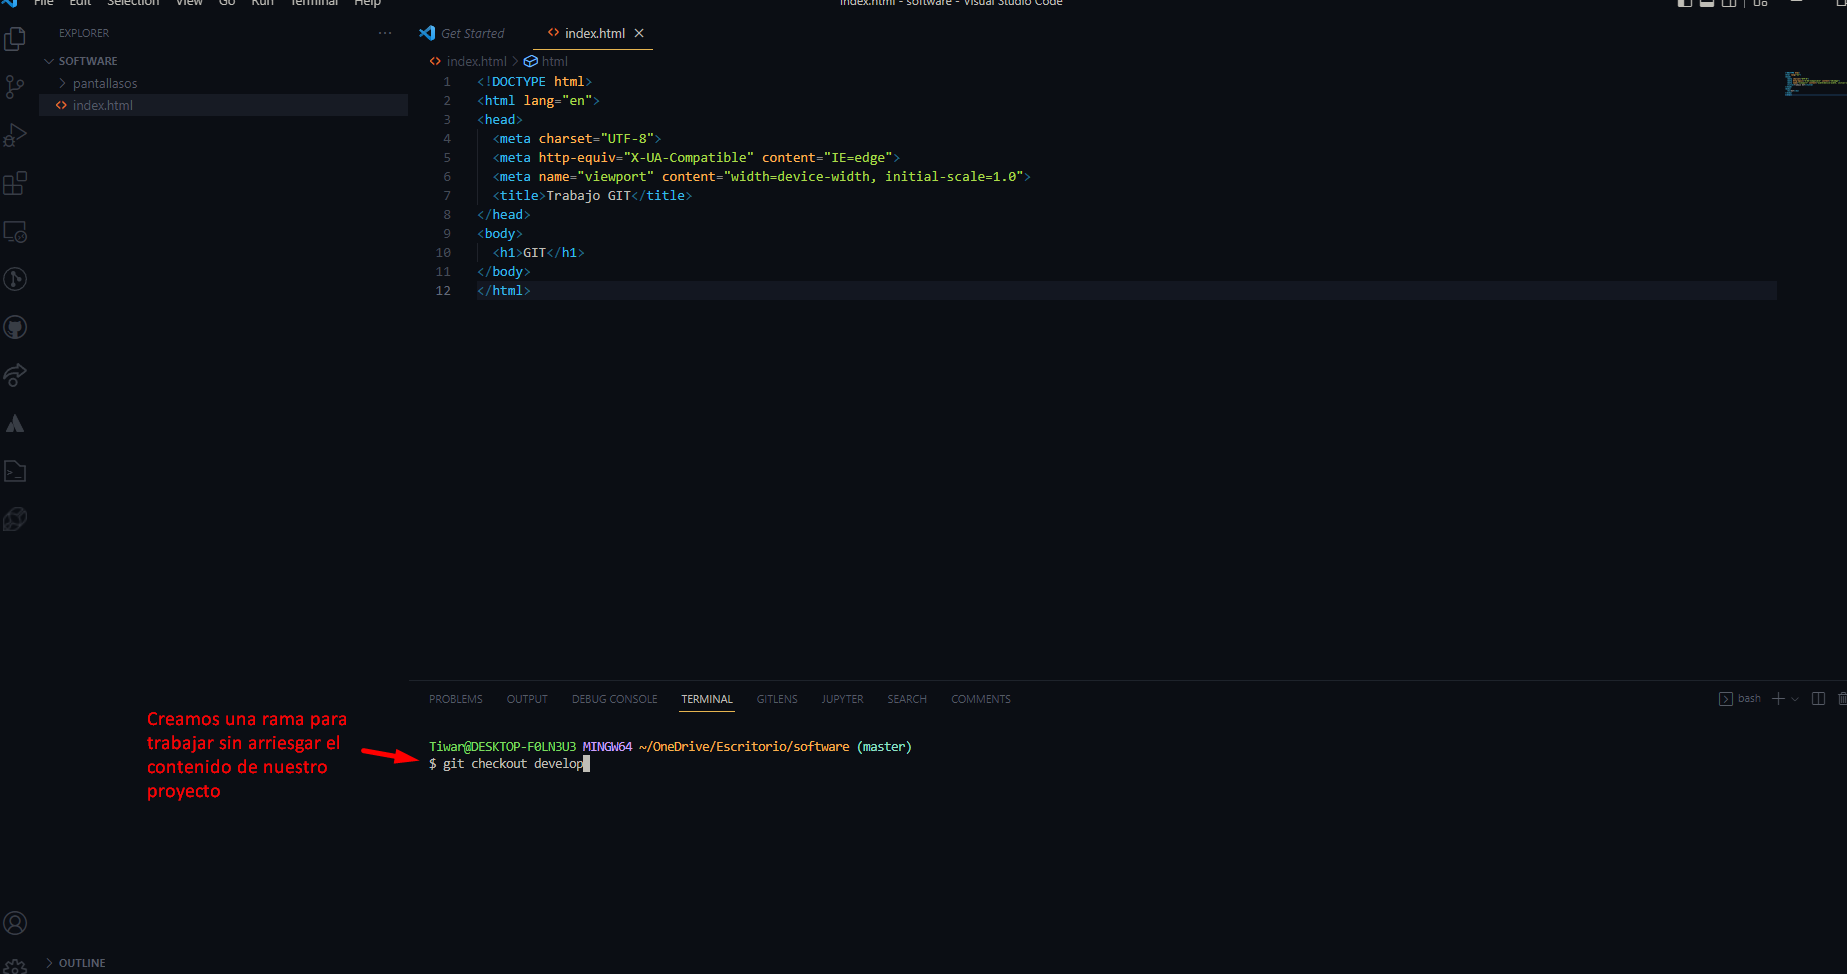 File Edit Selection View Go Run Terminal Help
index.html - software - Visual Studio Code
EXPLORER
SOFTWARE
pantallasos
index.html
Get Started
index.html
index.html > html
1 <!DOCTYPE html>
2 <html lang="en">
3 <head>
4 <meta charset="UTF-8">
5 <meta http-equiv="X-UA-Compatible" content="IE=edge">
6 <meta name="viewport" content="width=device-width, initial-scale=1.0">
7 <title>Trabajo GIT</title>
8 </head>
9 <body>
10 <h1>GIT</h1>
11 </body>
12 </html>
PROBLEMS OUTPUT DEBUG CONSOLE TERMINAL GITLENS JUPYTER SEARCH COMMENTS
bash
Creamos una rama para
trabajar sin arriesgar el
contenido de nuestro
proyecto
Tiwar@DESKTOP-F0LN3U3 MINGW64 ~/OneDrive/Escritorio/software (master)
$ git checkout develop
OUTLINE